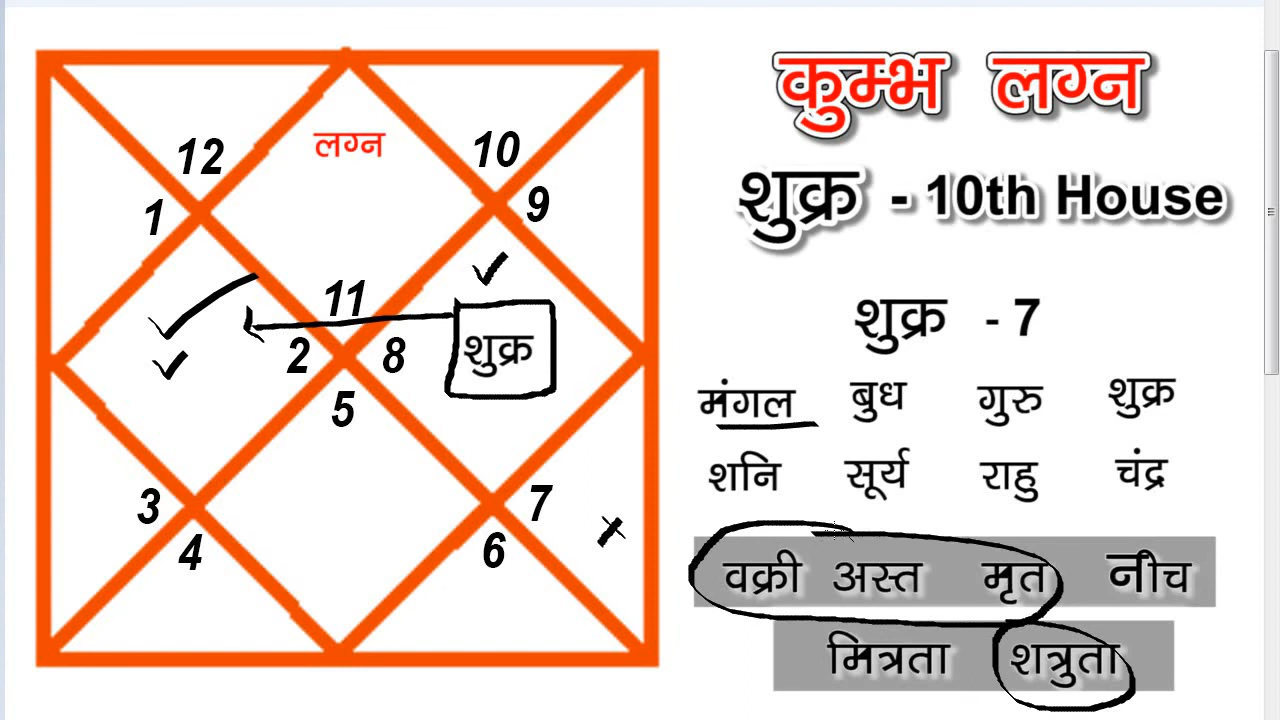 कुम्भ लग्न
शुक्र - 10th House
लग्न
12
10
1
9
11
2
8
शुक्र
5
3
7
4
6
शुक्र - 7
मंगल बुध गुरु शुक्र
शनि सूर्य राहु चंद्र
वक्री अस्त मृत नीच
मित्रता शत्रुता